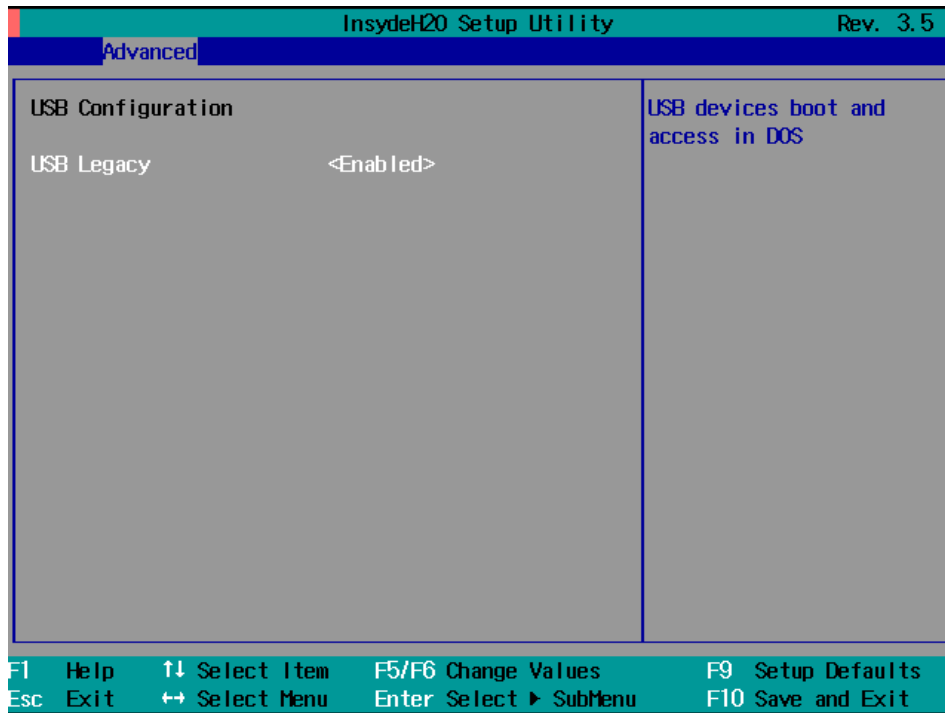 InsydeH20 Setup Utility Rev. 3.5
Advanced
USB Configuration
USB Legacy <Enabled>
USB devices boot and
access in DOS
F1 Help ↑↓ Select Item F5/F6 Change Values F9 Setup Defaults
Esc Exit ↔ Select Menu Enter Select ▶ SubMenu F10 Save and Exit